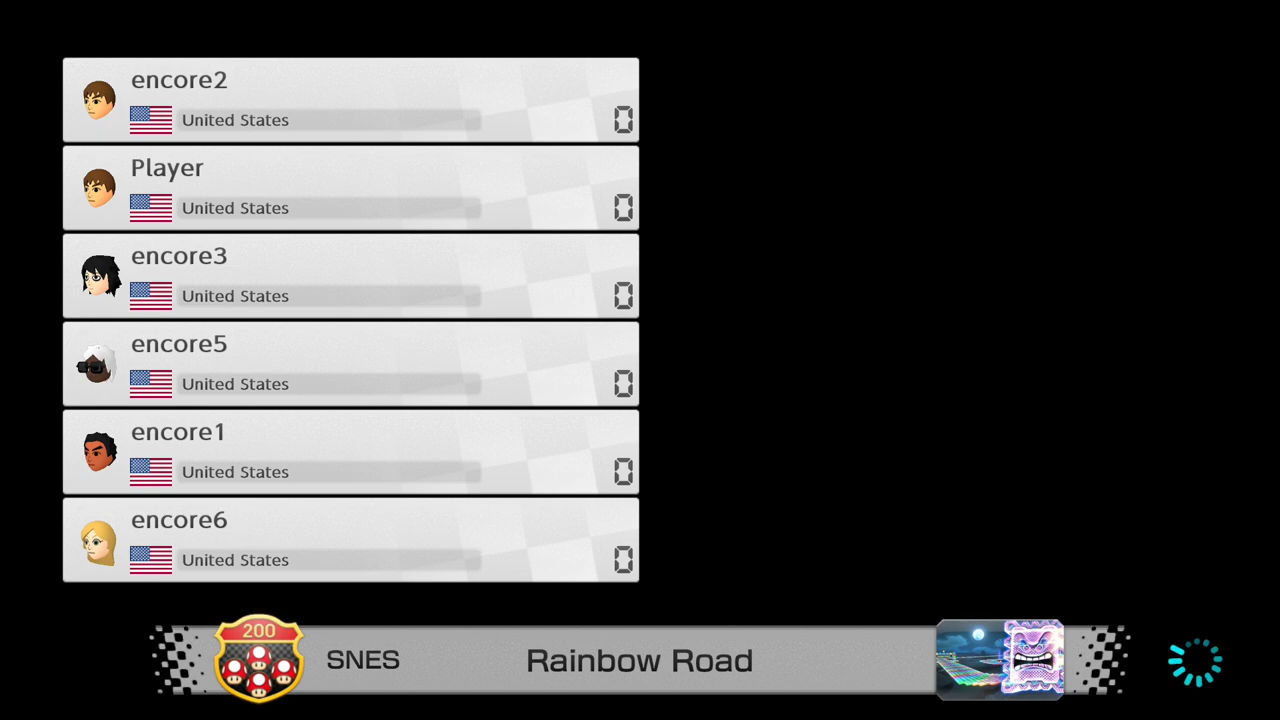 encore2
United States
0
Player
United States
0
encore3
United States
0
encore5
United States
0
encore1
United States
0
encore6
United States
0
200
SNES
Rainbow Road